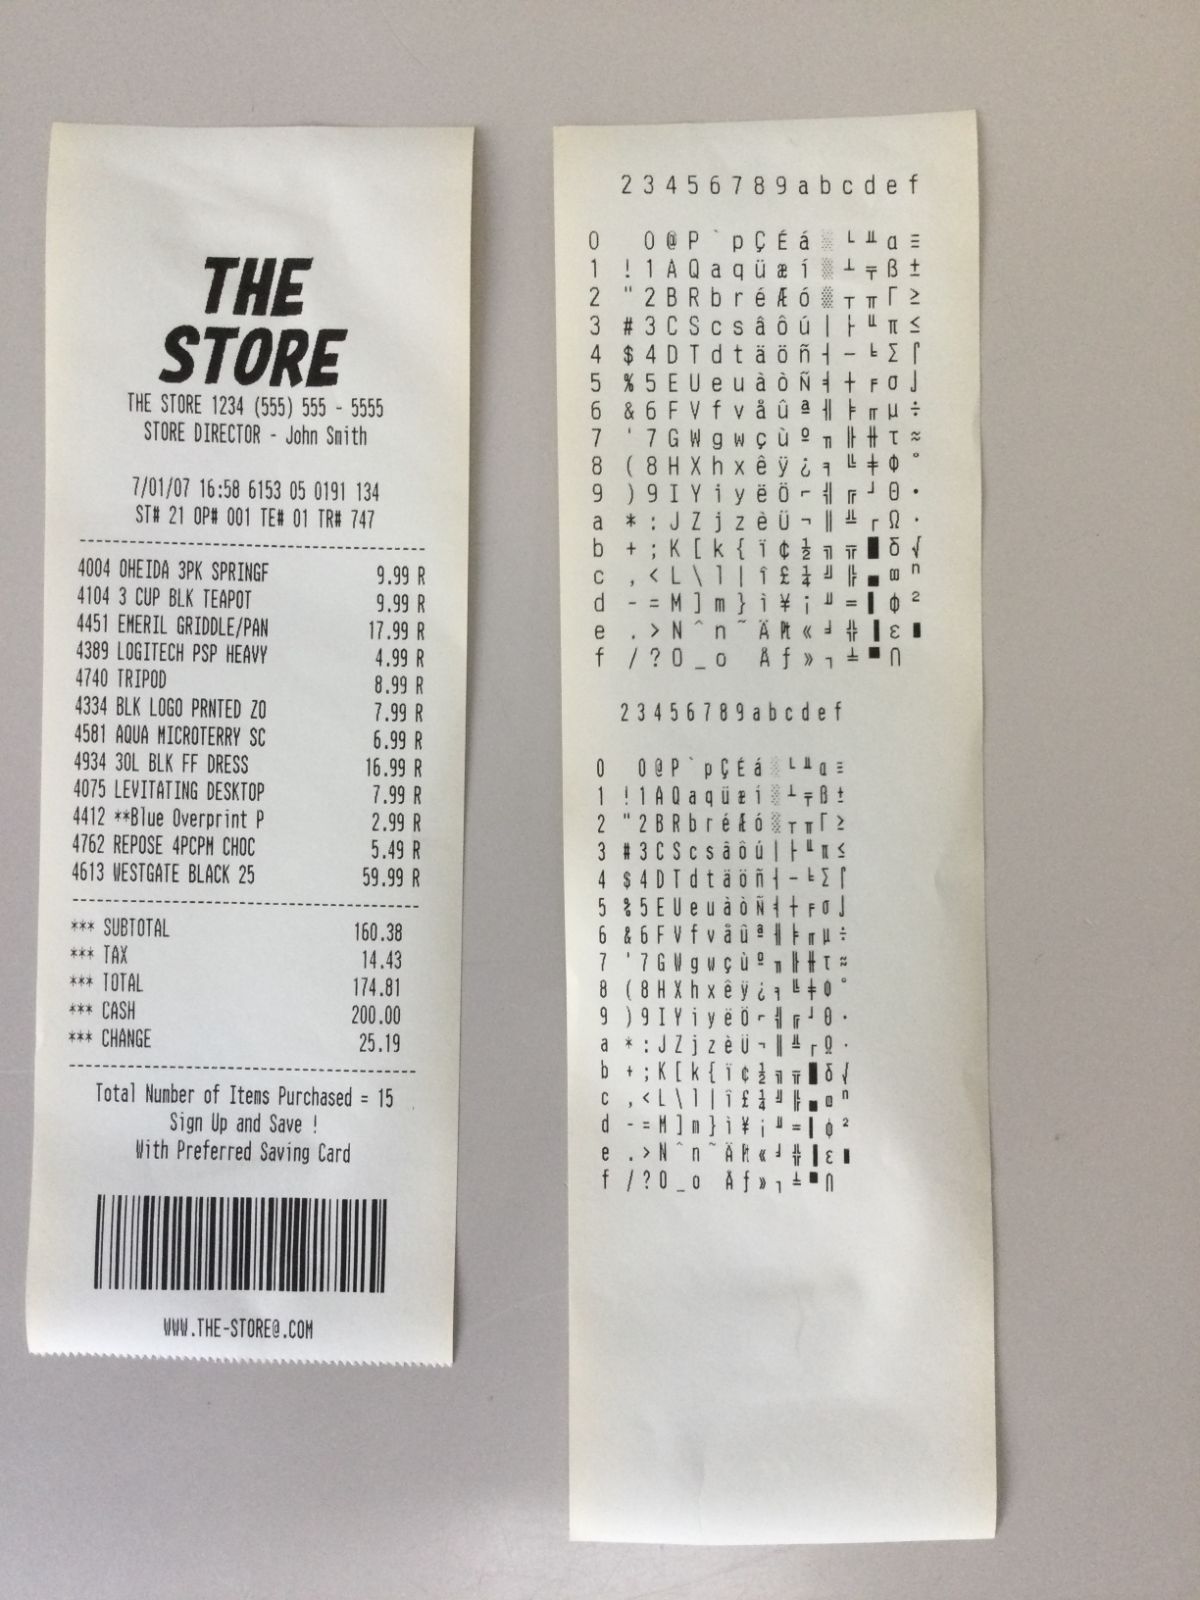 THE
STORE
THE STORE 1234 (555) 555 - 5555
STORE DIRECTOR - John Smith
7/01/07 16:58 6153 05 0191 134
ST# 21 OP# 001 TE# 01 TR# 747
4004 OHEIDA 3PK SPRINGF 9.99 R
4104 3 CUP BLK TEAPOT 9.99 R
4451 EMERIL GRIDDLE/PAN 17.99 R
4389 LOGITECH PSP HEAVY 4.99 R
4740 TRIPOD 8.99 R
4334 BLK LOGO PRNTED ZO 7.99 R
4581 AQUA MICROTERRY SC 6.99 R
4934 30L BLK FF DRESS 16.99 R
4075 LEVITATING DESKTOP 7.99 R
4412 **Blue Overprint P 2.99 R
4762 REPOSE 4PCPM CHOC 5.49 R
4613 WESTGATE BLACK 25 59.99 R
*** SUBTOTAL 160.38
*** TAX 14.43
*** TOTAL 174.81
*** CASH 200.00
*** CHANGE 25.19
Total Number of Items Purchased = 15
Sign Up and Save !
With Preferred Saving Card
WWW.THE-STORE@.COM
2 3 4 5 6 7 8 9 a b c d e f
0 0 @ P ` p Ç É á ░ └ ╨ α ≡
1 ! 1 A Q a q ü æ í ▒ ┴ ╤ ß ±
2 " 2 B R b r é Æ ó ▓ ┬ ╥ Γ ≥
3 # 3 C S c s â ô ú │ ├ ╙ π ≤
4 $ 4 D T d t ä ö ñ ┤ ─ ╘ Σ ⌠
5 % 5 E U e u à ò Ñ ╡ ┼ ╒ σ ⌡
6 & 6 F V f v å û ª ╢ ╞ ╓ µ ÷
7 ' 7 G W g w ç ù º ╖ ╟ ╫ τ ≈
8 ( 8 H X h x ê ÿ ¿ ╕ ╚ ╪ Φ °
9 ) 9 I Y i y ë Ö ⌐ ╣ ╔ ┘ θ ∙
a * : J Z j z è Ü ¬ ║ ╩ ┌ Ω ·
b + ; K [ k { ï ¢ ½ ╗ ╦ █ δ √
c , < L \ l | î £ ¼ ╝ ╠ ▄ ∞ ⁿ
d - = M ] m } ì ¥ ¡ ╜ ═ ▌ φ ²
e . > N ^ n ~ Ä ₧ « ╛ ╬ ▐ ε ■
f / ? O _ o Å ƒ » ┐ ╧ ▀ ∩
2 3 4 5 6 7 8 9 a b c d e f
0 0 @ P ` p Ç É á ░ └ ╨ α ≡
1 ! 1 A Q a q ü æ í ▒ ┴ ╤ ß ±
2 " 2 B R b r é Æ ó ▓ ┬ ╥ Γ ≥
3 # 3 C S c s â ô ú │ ├ ╙ π ≤
4 $ 4 D T d t ä ö ñ ┤ ─ ╘ Σ ⌠
5 % 5 E U e u à ò Ñ ╡ ┼ ╒ σ ⌡
6 & 6 F V f v å û ª ╢ ╞ ╓ µ ÷
7 ' 7 G W g w ç ù º ╖ ╟ ╫ τ ≈
8 ( 8 H X h x ê ÿ ¿ ╕ ╚ ╪ Φ °
9 ) 9 I Y i y ë Ö ⌐ ╣ ╔ ┘ θ ∙
a * : J Z j z è Ü ¬ ║ ╩ ┌ Ω ·
b + ; K [ k { ï ¢ ½ ╗ ╦ █ δ √
c , < L \ l | î £ ¼ ╝ ╠ ▄ ∞ ⁿ
d - = M ] m } ì ¥ ¡ ╜ ═ ▌ φ ²
e . > N ^ n ~ Ä ₧ « ╛ ╬ ▐ ε ■
f / ? O _ o Å ƒ » ┐ ╧ ▀ ∩